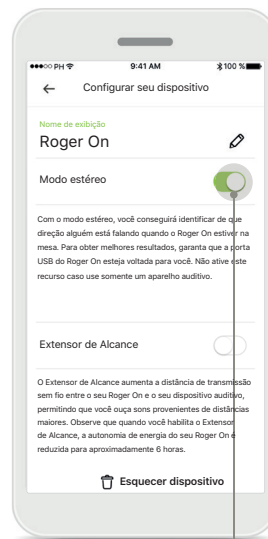 ●●●○○ PH 9:41 AM 100 %
← Configurar seu dispositivo
Nome de exibição
Roger On
Modo estéreo
Com o modo estéreo, você conseguirá identificar de que
direção alguém está falando quando o Roger On estiver na
mesa. Para obter melhores resultados, garanta que a porta
USB do Roger On esteja voltada para você. Não ative este
recurso caso use somente um aparelho auditivo.
Extensor de Alcance
O Extensor de Alcance aumenta a distância de transmissão
sem fio entre o seu Roger On e o seu dispositivo auditivo,
permitindo que você ouça sons provenientes de distâncias
maiores. Observe que quando você habilita o Extensor
de Alcance, a autonomia de energia do seu Roger On é
reduzida para aproximadamente 6 horas.
Esquecer dispositivo